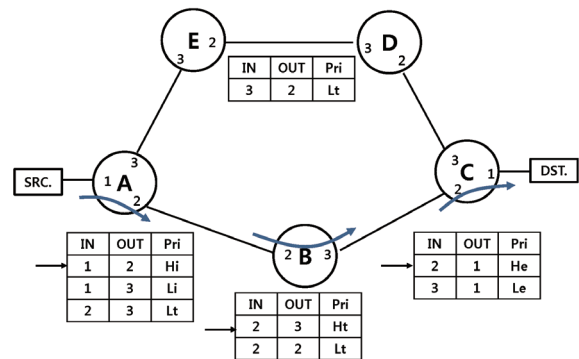 E 2
3
D
3
2
IN OUT Pri
3 2 Lt
SRC.
3
1 A
2
3
C 1
2
DST.
2 B 3
IN OUT Pri
1 2 Hi
1 3 Li
2 3 Lt
IN OUT Pri
2 3 Ht
2 2 Lt
IN OUT Pri
2 1 He
3 1 Le